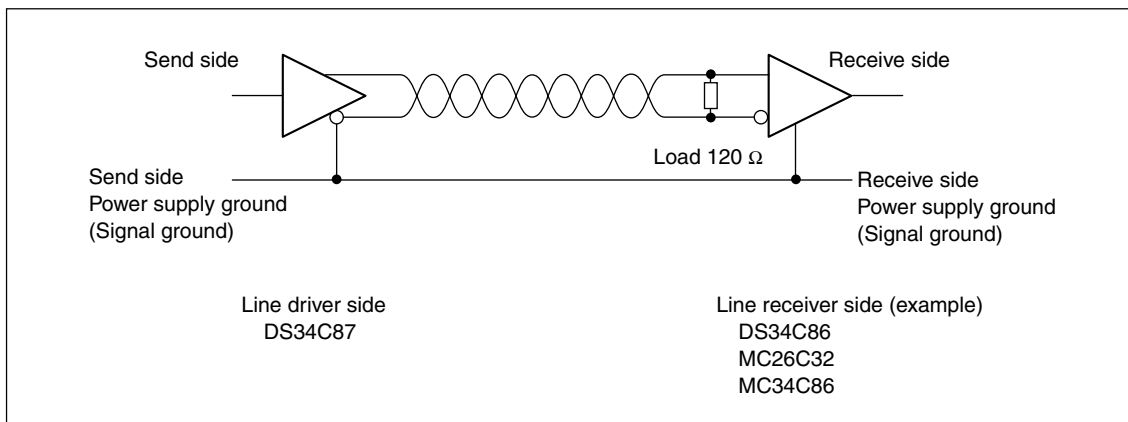 Send side
Receive side
Load 120 Ω
Send side
Power supply ground
(Signal ground)
Receive side
Power supply ground
(Signal ground)
Line driver side
DS34C87
Line receiver side (example)
DS34C86
MC26C32
MC34C86